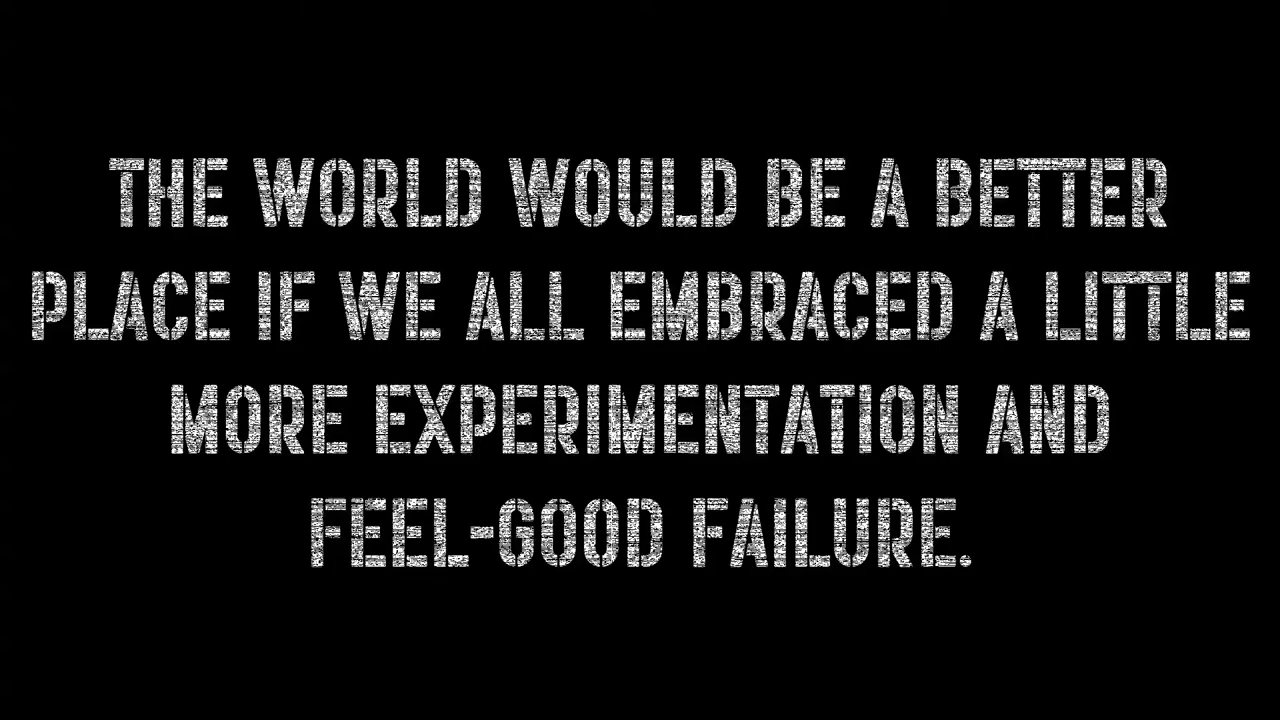 THE WORLD WOULD BE A BETTER
PLACE IF WE ALL EMBRACED A LITTLE
MORE EXPERIMENTATION AND
FEEL-GOOD FAILURE.